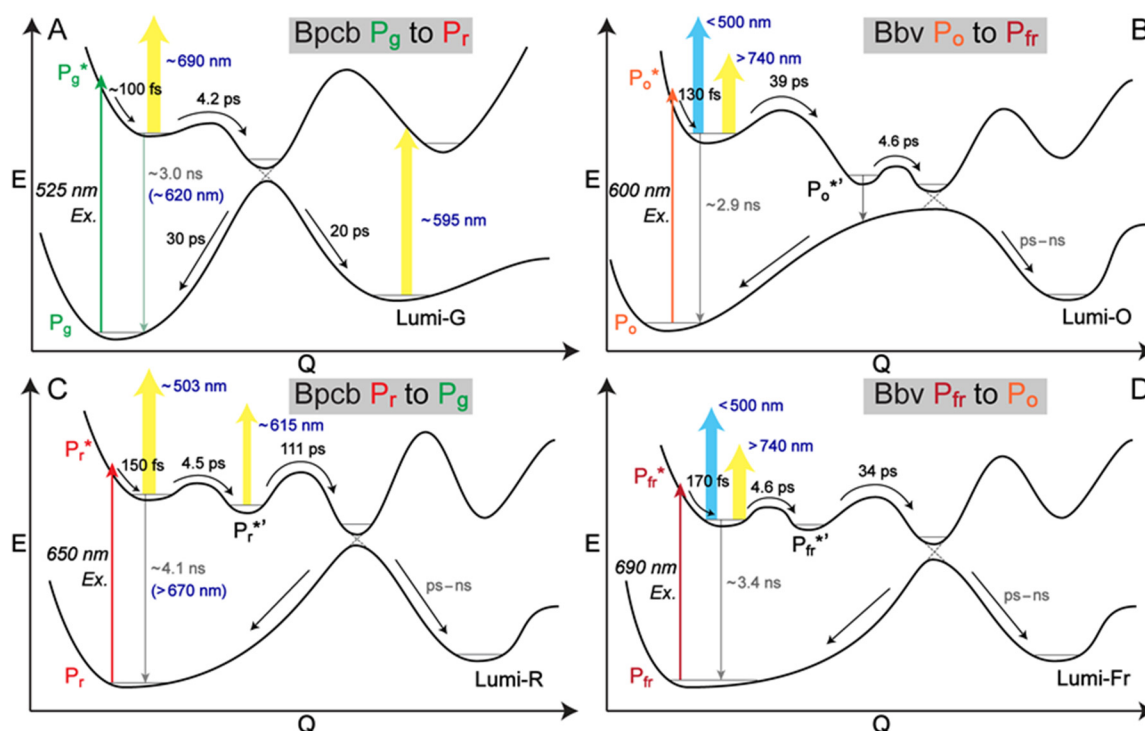 A
Bpcb Pg to Pr
Pg*
~100 fs
~690 nm
4.2 ps
E
525 nm
Ex.
~3.0 ns
(~620 nm)
30 ps
20 ps
~595 nm
Pg
Lumi-G
Q
B
Bbv Po to Pfr
<500 nm
>740 nm
Po*
130 fs
39 ps
4.6 ps
E
600 nm
Ex.
~2.9 ns
Po*'
ps–ns
Po
Lumi-O
Q
C
Bpcb Pr to Pg
~503 nm
~615 nm
Pr*
150 fs
4.5 ps
111 ps
Pr*'
E
650 nm
Ex.
~4.1 ns
(>670 nm)
ps–ns
Pr
Lumi-R
Q
D
Bbv Pfr to Po
<500 nm
>740 nm
Pfr*
170 fs
4.6 ps
34 ps
Pfr*'
E
690 nm
Ex.
~3.4 ns
ps–ns
Pfr
Lumi-Fr
Q